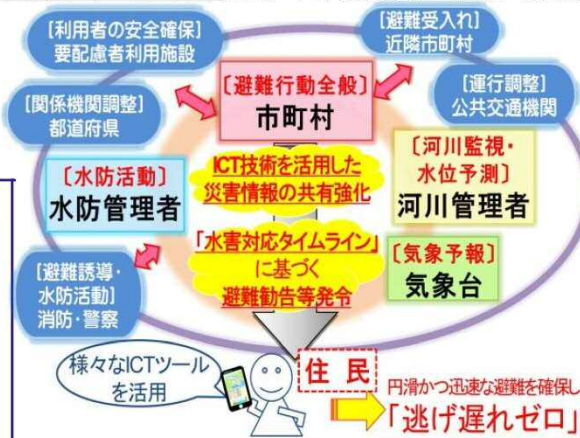 [利用者の安全確保]
要配慮者利用施設
[避難受入れ]
近隣市町村
[関係機関調整]
都道府県
〔避難行動全般〕
市町村
[運行調整]
公共交通機関
〔水防活動〕
水防管理者
ICT技術を活用した
災害情報の共有強化
〔河川監視・
水位予測〕
河川管理者
「水害対応タイムライン」
に基づく
避難勧告等発令
〔気象予報〕
気象台
[避難誘導・
水防活動]
消防・警察
様々なICTツール
を活用
住民
円滑かつ迅速な避難を確保し
「逃げ遅れゼロ」